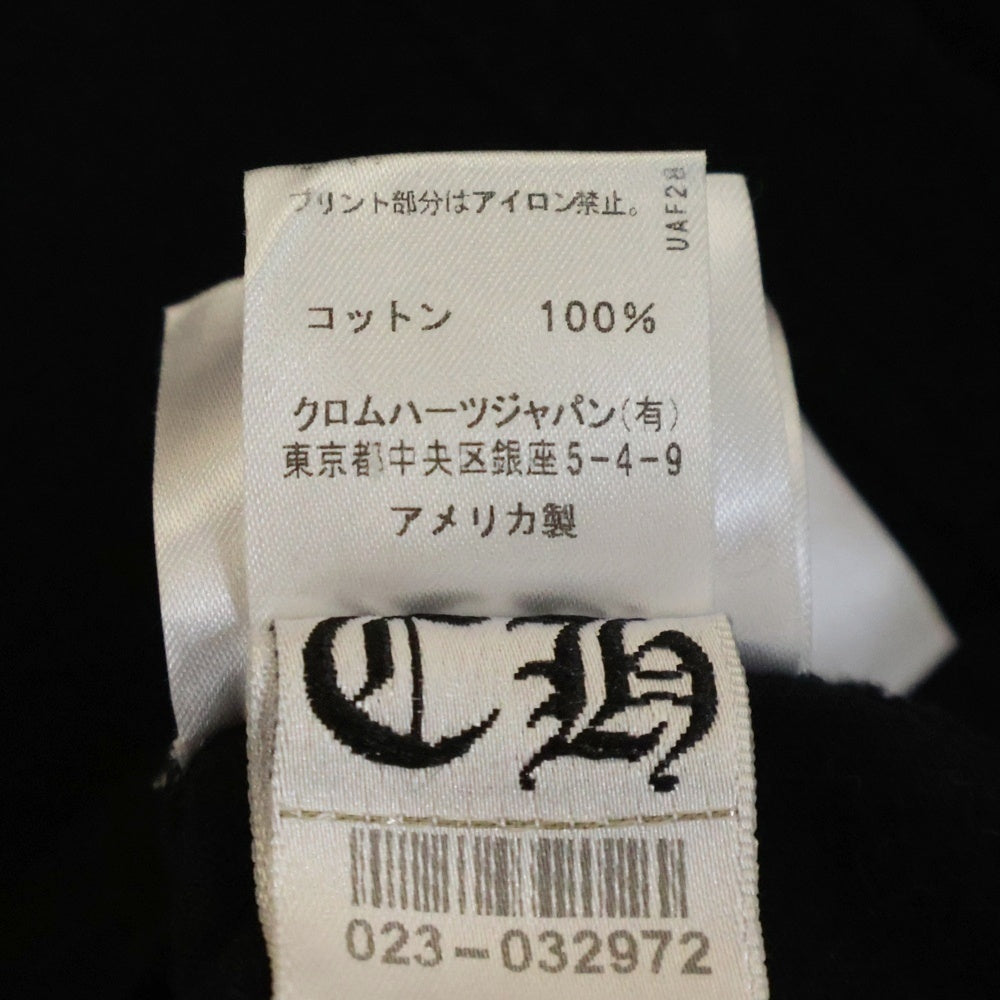 プリント部分はアイロン禁止。
UAF28
コットン 100%
クロムハーツジャパン(有)
東京都中央区銀座5-4-9
アメリカ製
CH
023-032972